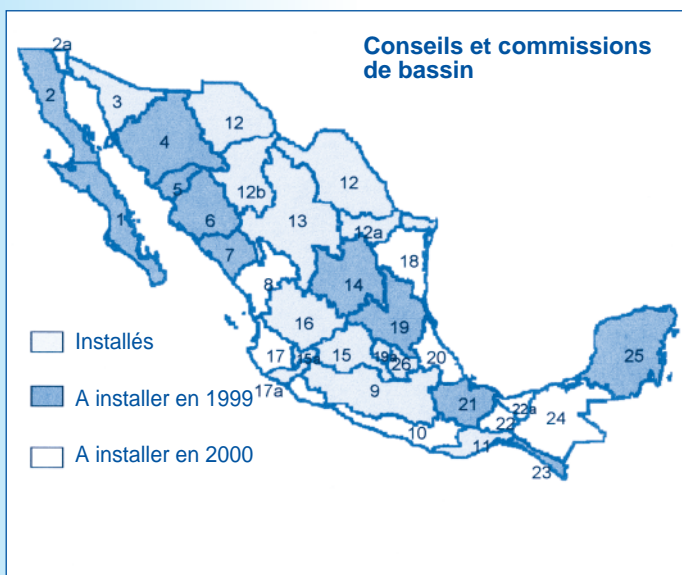 Conseils et commissions
de bassin
2a
2
3
4
12
12
5
12b
6
13
1
12a
7
18
8
14
16
19
25
Installés
17
15a
15
19a
26
20
A installer en 1999
17a
9
21
22a
24
22
10
11
A installer en 2000
23